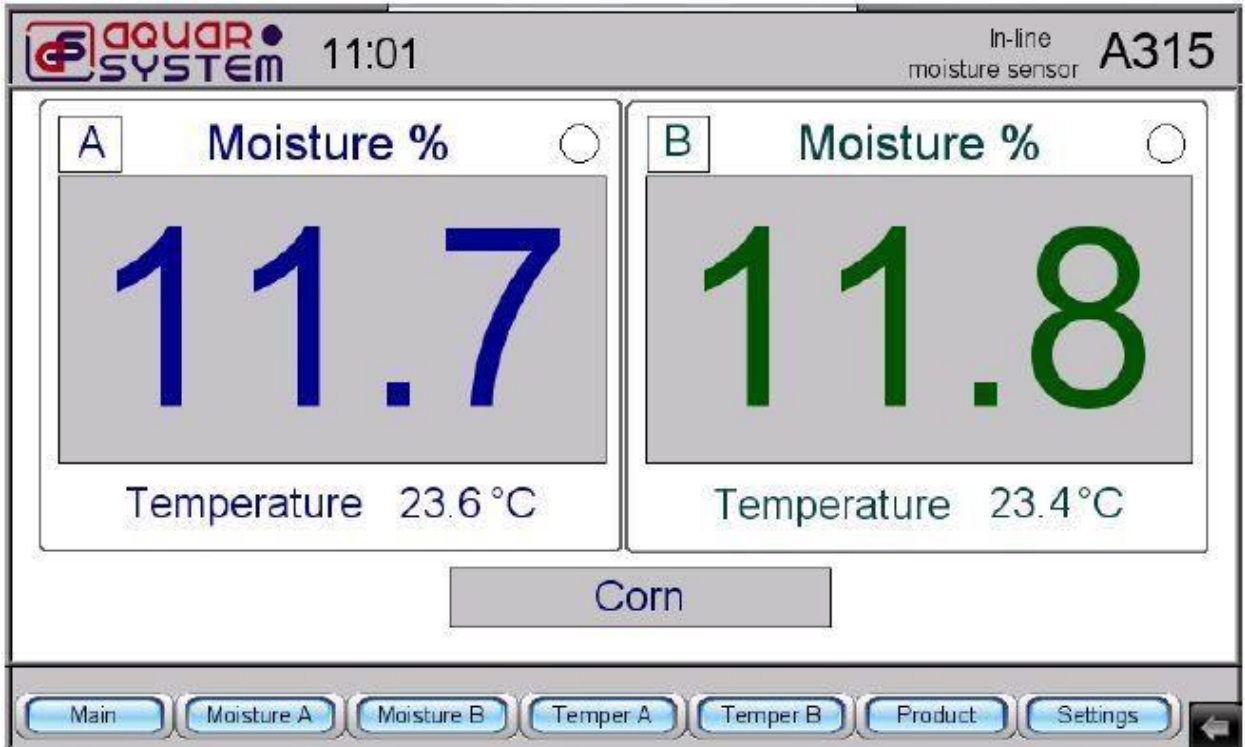 aquar system
11:01
In-line
moisture sensor
A315
A
Moisture %
11.7
Temperature 23.6 °C
B
Moisture %
11.8
Temperature 23.4 °C
Corn
Main
Moisture A
Moisture B
Temper A
Temper B
Product
Settings